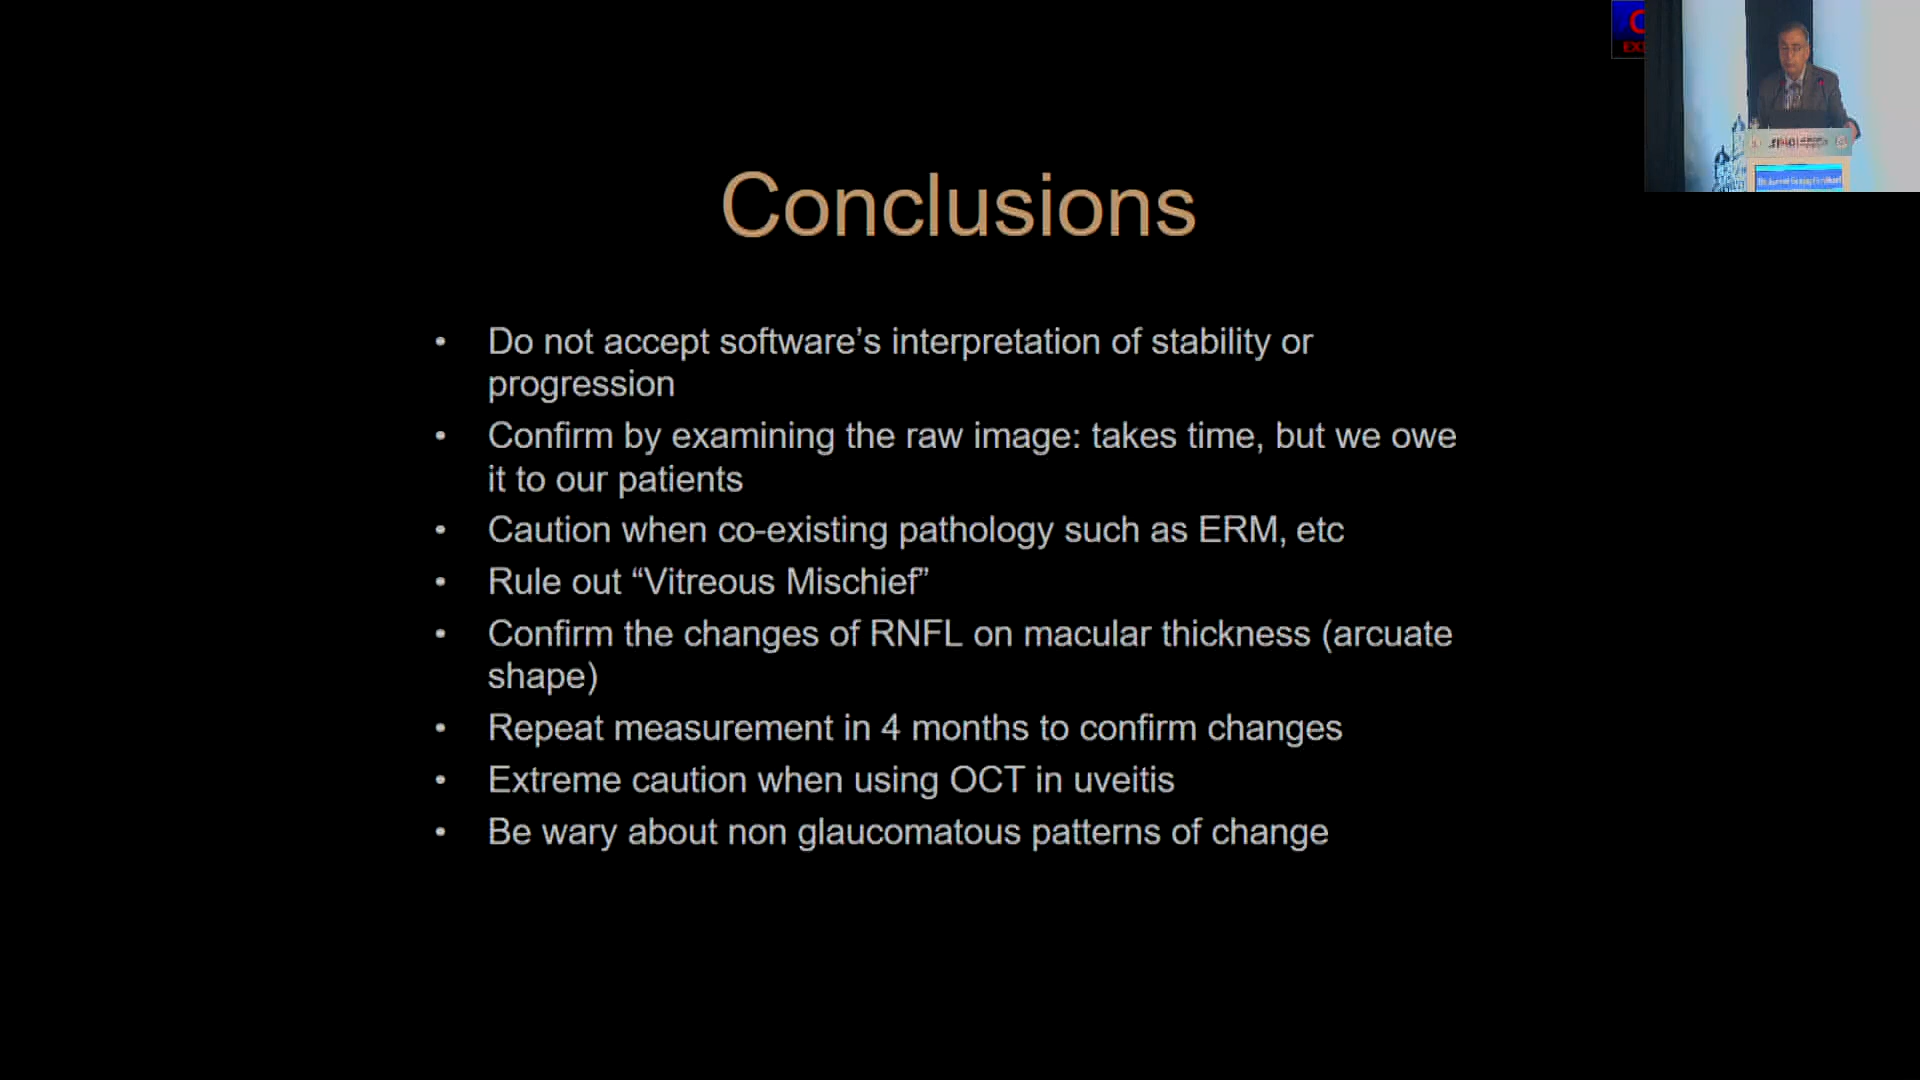 Conclusions
• Do not accept software’s interpretation of stability or
progression
• Confirm by examining the raw image: takes time, but we owe
it to our patients
• Caution when co-existing pathology such as ERM, etc
• Rule out “Vitreous Mischief”
• Confirm the changes of RNFL on macular thickness (arcuate
shape)
• Repeat measurement in 4 months to confirm changes
• Extreme caution when using OCT in uveitis
• Be wary about non glaucomatous patterns of change